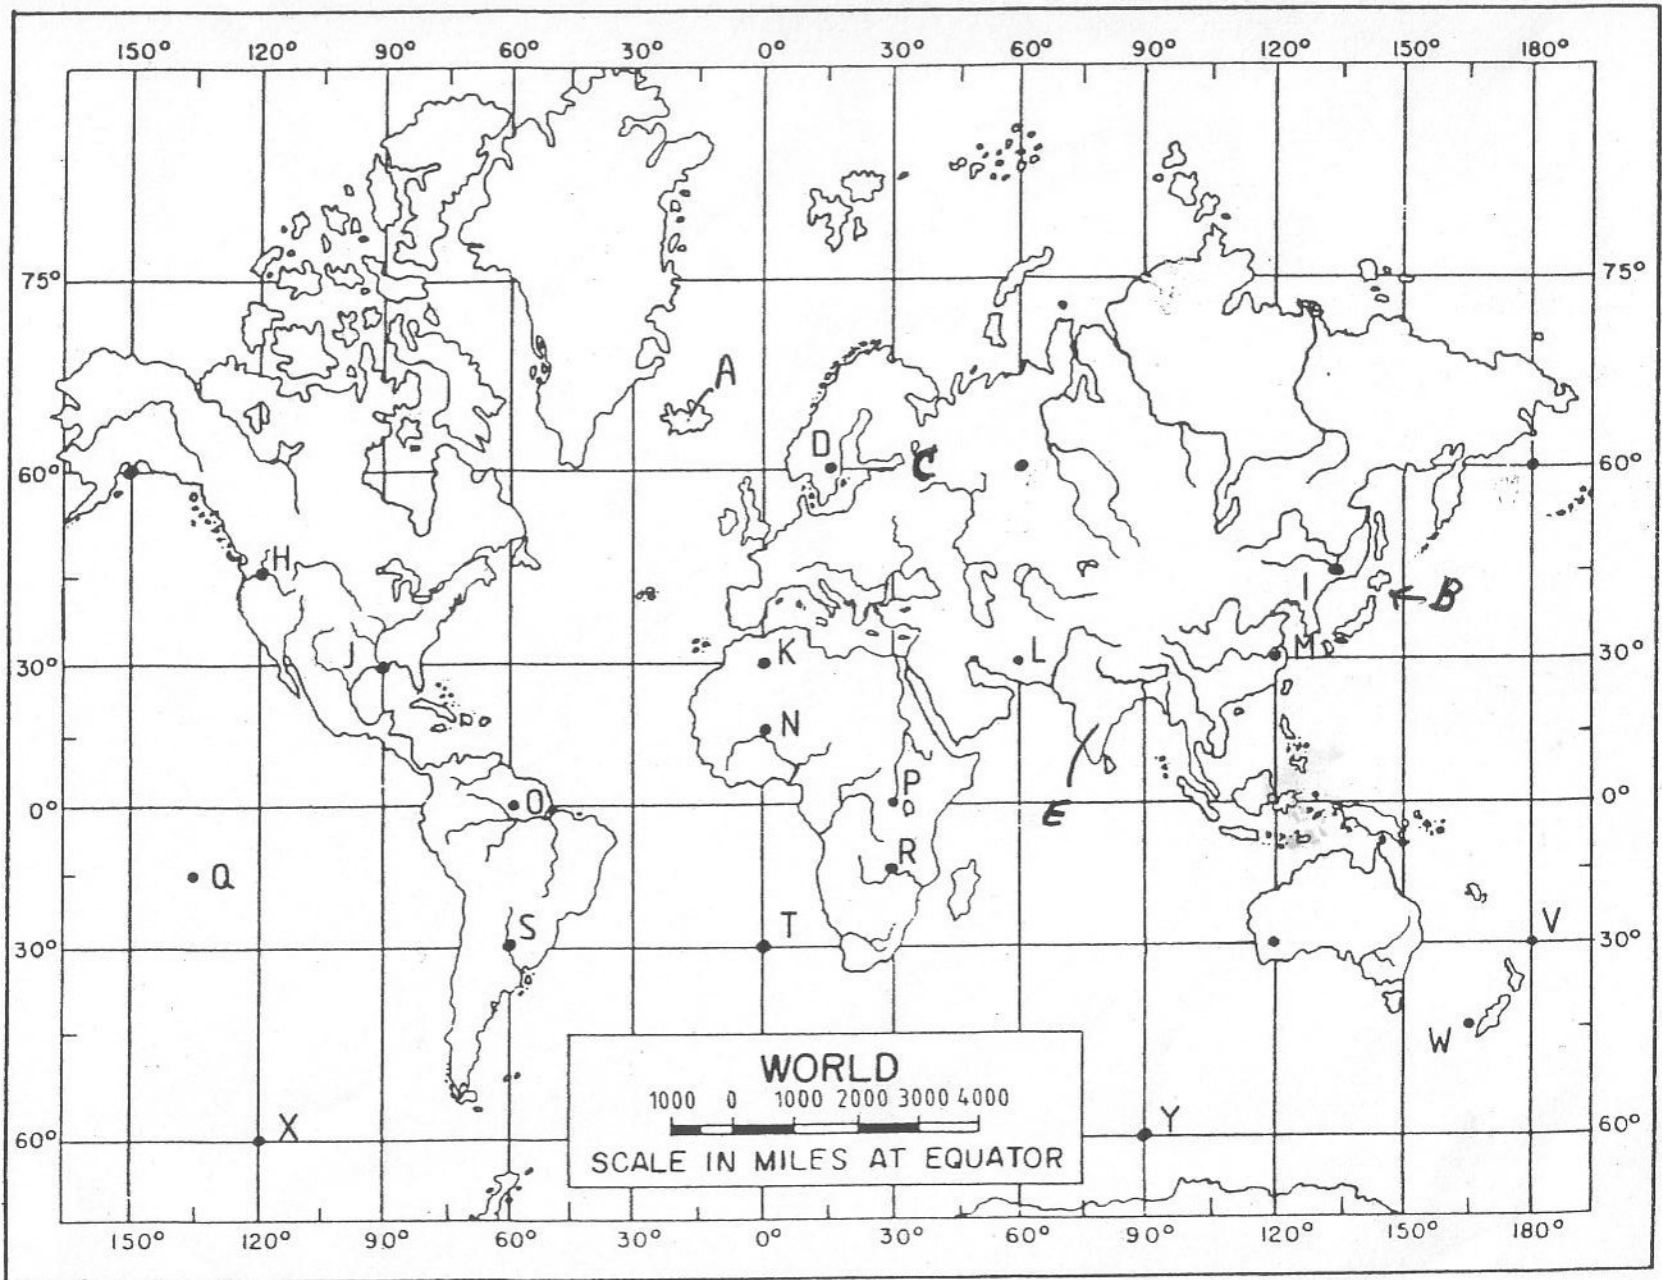 150° 120° 90° 60° 30° 0° 30° 60° 90° 120° 150° 180°
75° 75°
A
D C
60° 60°
H
I ← B
J K L M
30° 30°
N
P
O
0° E 0°
R
Q
S T V
30° 30°
W
WORLD
1000 0 1000 2000 3000 4000
SCALE IN MILES AT EQUATOR
X Y
60° 60°
150° 120° 90° 60° 30° 0° 30° 60° 90° 120° 150° 180°